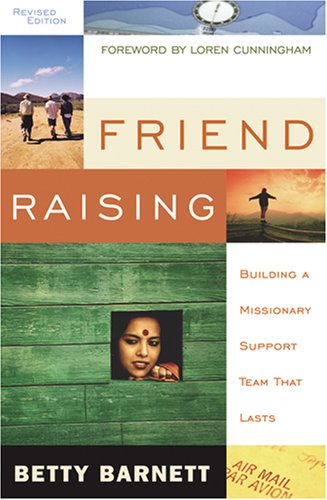 REVISED
EDITION
FOREWORD BY LOREN CUNNINGHAM
FRIEND
RAISING
BUILDING A
MISSIONARY
SUPPORT
TEAM THAT
LASTS
BETTY BARNETT
AIR MAIL
PAR AVION